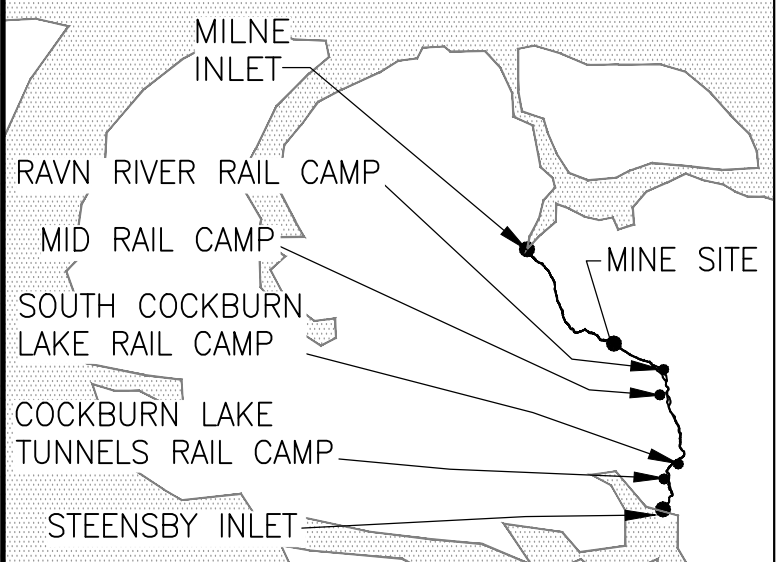 MILNE
INLET
RAVN RIVER RAIL CAMP
MID RAIL CAMP
MINE SITE
SOUTH COCKBURN
LAKE RAIL CAMP
COCKBURN LAKE
TUNNELS RAIL CAMP
STEENSBY INLET